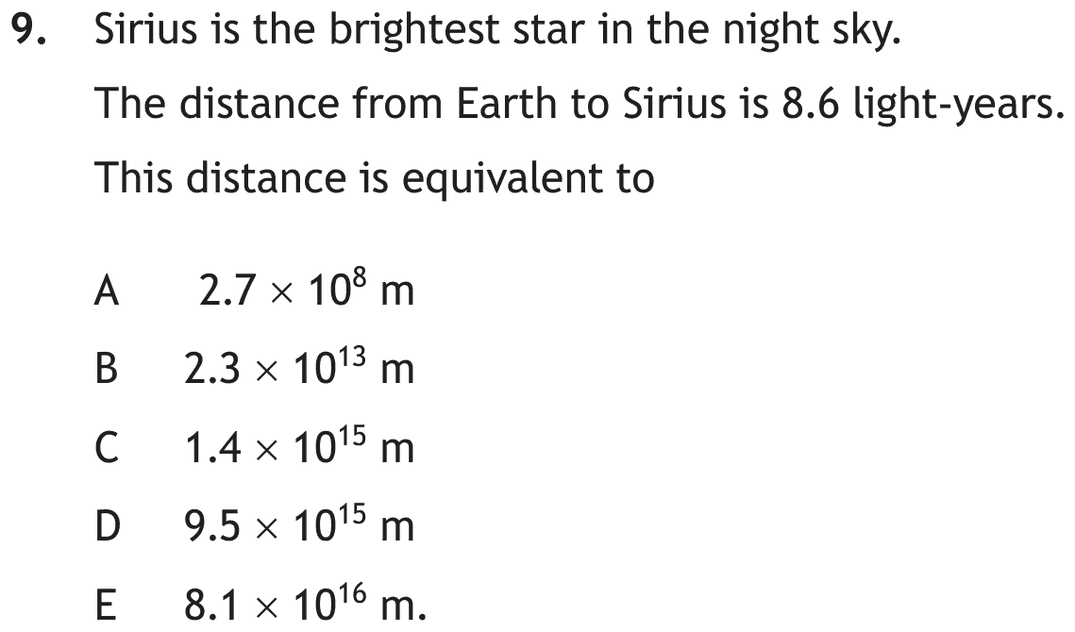 9. Sirius is the brightest star in the night sky.
The distance from Earth to Sirius is 8.6 light-years.
This distance is equivalent to
A 2.7 × 10⁸ m
B 2.3 × 10¹³ m
C 1.4 × 10¹⁵ m
D 9.5 × 10¹⁵ m
E 8.1 × 10¹⁶ m.